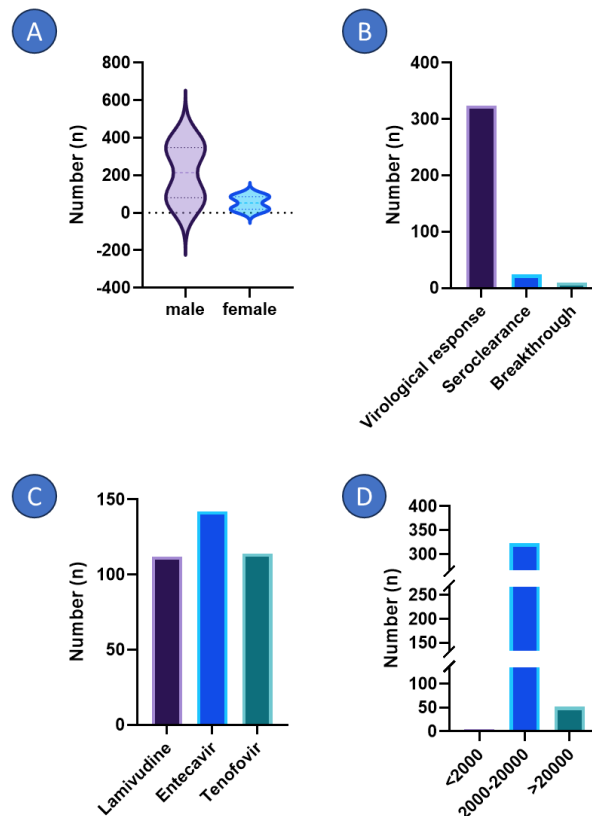 A
Number (n)
800
600
400
200
0
-200
-400
male
female
B
Number (n)
400
300
200
100
0
Virological response
Seroclearance
Breakthrough
C
Number (n)
150
100
50
0
Lamivudine
Entecavir
Tenofovir
D
Number (n)
400
350
300
250
200
150
100
50
0
<2000
2000-20000
>20000